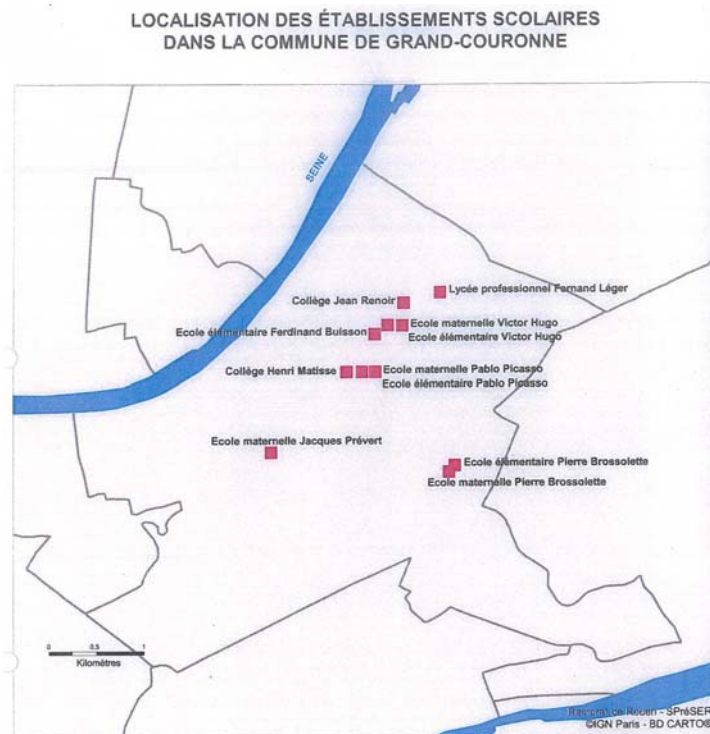 LOCALISATION DES ÉTABLISSEMENTS SCOLAIRES
DANS LA COMMUNE DE GRAND-COURONNE
SEINE
Lycée professionnel Fernand Léger
Collège Jean Renoir
Ecole maternelle Victor Hugo
Ecole élémentaire Ferdinand Buisson
Ecole élémentaire Victor Hugo
Collège Henri Matisse
Ecole maternelle Pablo Picasso
Ecole élémentaire Pablo Picasso
Ecole maternelle Jacques Prévert
Ecole élémentaire Pierre Brossolette
Ecole maternelle Pierre Brossolette
0 0,5 1
Kilomètres
de Rouen - SPréSER
©IGN Paris - BD CARTO®